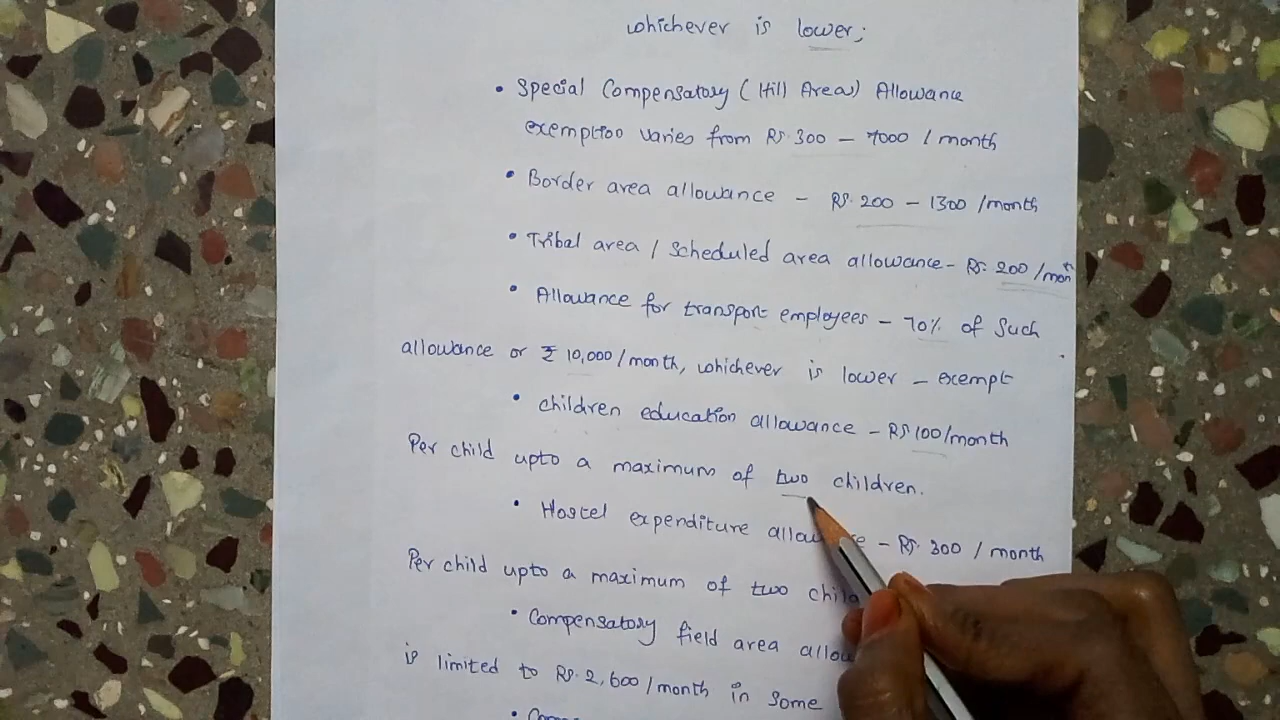 whichever is lower;
• Special Compensatory (Hill Area) Allowance
exemption varies from Rs. 300 – 7000 / month
• Border area allowance – Rs. 200 – 1300 /month
• Tribal area / Scheduled area allowance – Rs. 200 /mont
• Allowance for transport employees – 70% of Such
allowance or ₹ 10,000/month, whichever is lower – exempt
• children education allowance – Rs 100/month
Per child upto a maximum of two children.
• Hostel expenditure – Rs. 300 / month
Per child upto a maximum of two
• Compensatory field area
is limited to Rs. 2,600/month in Some